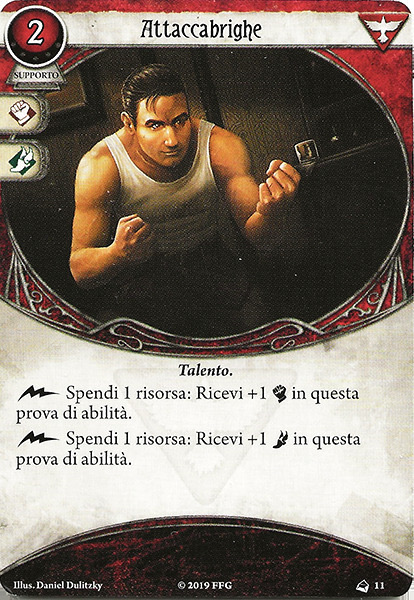 2
Attaccabrighe
SUPPORTO
Talento.
Spendi 1 risorsa: Ricevi +1 in questa
prova di abilità.
Spendi 1 risorsa: Ricevi +1 in questa
prova di abilità.
Illus. Daniel Dulitzky © 2019 FFG 11